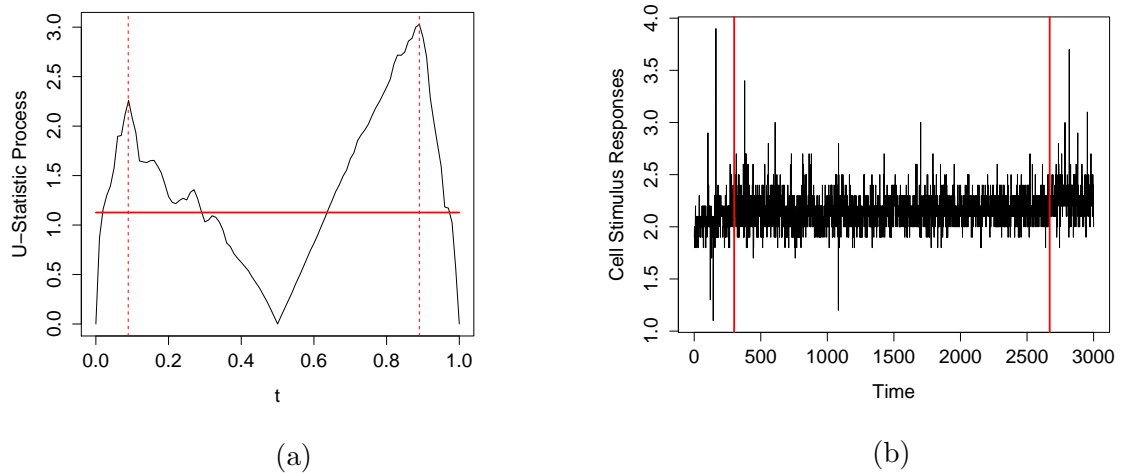 U−Statistic Process
3.0
2.5
2.0
1.5
1.0
0.5
0.0
0.0 0.2 0.4 0.6 0.8 1.0
t
(a)
Cell Stimulus Responses
4.0
3.5
3.0
2.5
2.0
1.5
1.0
0 500 1000 1500 2000 2500 3000
Time
(b)